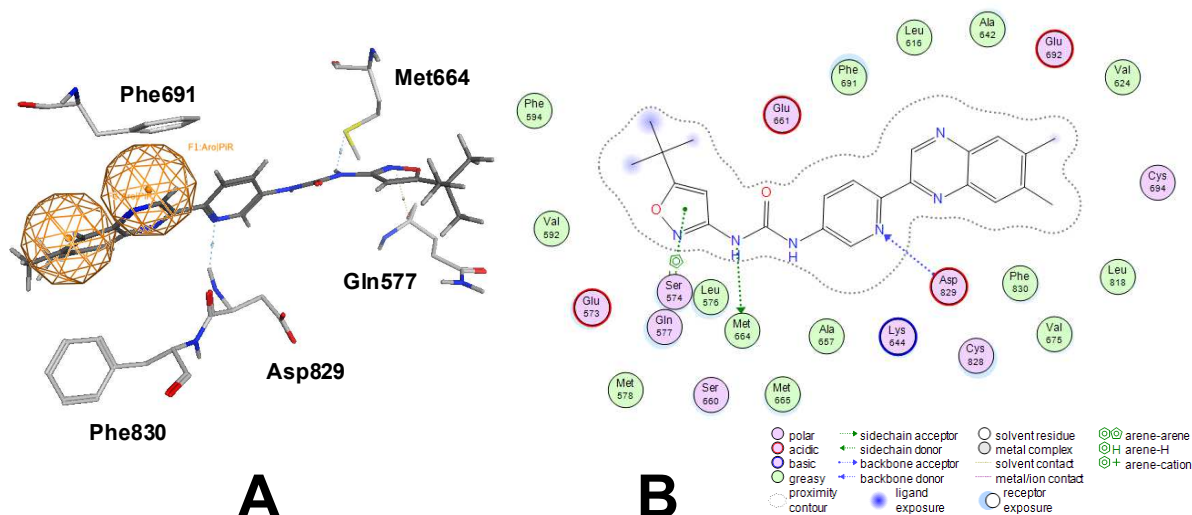 Met664
Phe691
F1:Aro|PiR
Gln577
Asp829
Phe830
A
Leu
616
Ala
642
Glu
692
Phe
691
Val
624
Phe
594
Glu
661
Cys
694
Val
592
O
N
N
H
O
N
H
N
N
N
Glu
573
Ser
574
Gln
577
Leu
576
Met
664
Ala
657
Lys
644
Asp
829
Phe
830
Leu
818
Cys
828
Val
675
Met
578
Ser
660
Met
665
B
polar
acidic
basic
greasy
proximity
contour
sidechain acceptor
sidechain donor
backbone acceptor
backbone donor
ligand
exposure
solvent residue
metal complex
solvent contact
metal/ion contact
receptor
exposure
arene-arene
H arene-H
+ arene-cation